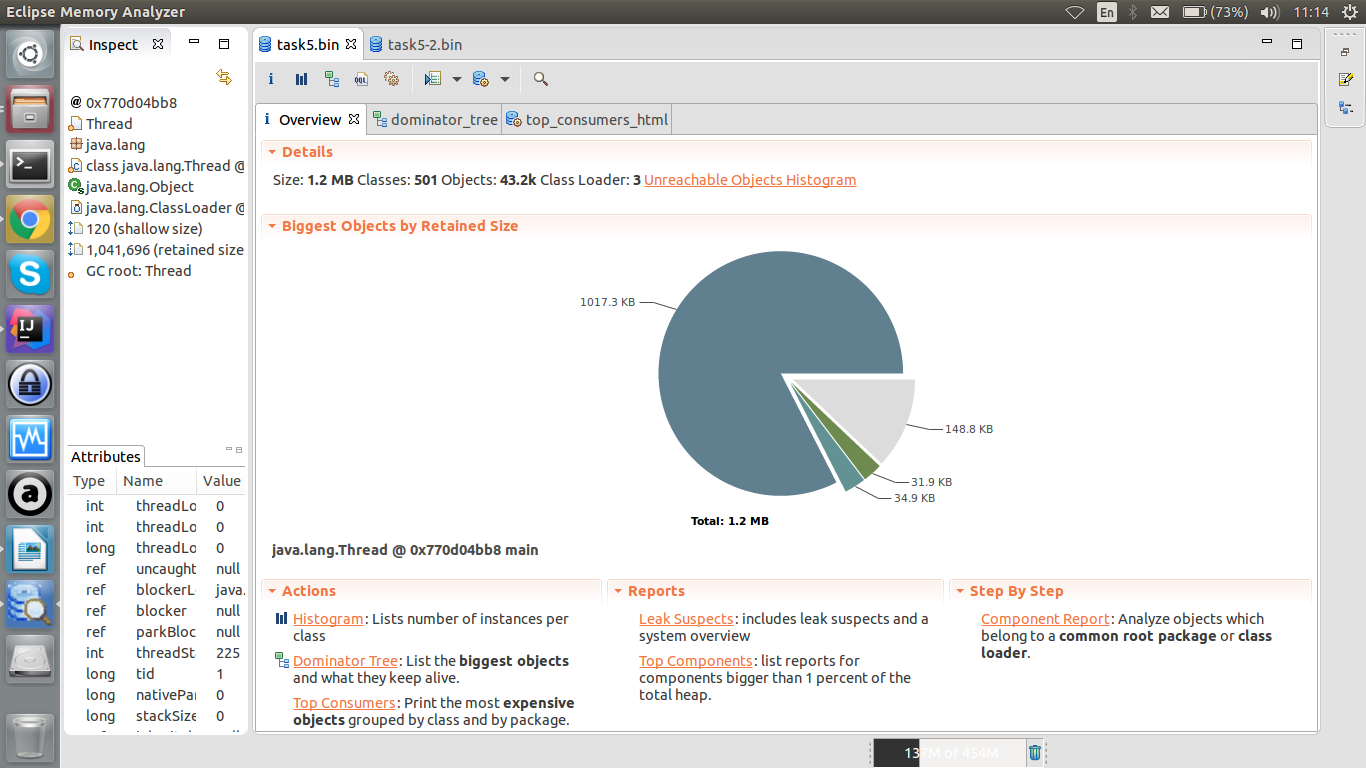 Eclipse Memory Analyzer
En
(73%)
11:14
Inspect
@ 0x770d04bb8
Thread
java.lang
class java.lang.Thread @
java.lang.Object
java.lang.ClassLoader @
120 (shallow size)
1,041,696 (retained size
GC root: Thread
Attributes
Type Name Value
int threadLo 0
int threadLo 0
long threadLo 0
ref uncaught null
ref blockerL java.
ref blocker null
ref parkBloc null
int threadSt 225
long tid 1
long nativePa 0
long stackSize 0
task5.bin
task5-2.bin
i
OQL
i Overview
dominator_tree
top_consumers_html
Details
Size: 1.2 MB Classes: 501 Objects: 43.2k Class Loader: 3 Unreachable Objects Histogram
Biggest Objects by Retained Size
1017.3 KB
148.8 KB
31.9 KB
34.9 KB
Total: 1.2 MB
java.lang.Thread @ 0x770d04bb8 main
Actions
Histogram: Lists number of instances per
class
Dominator Tree: List the biggest objects
and what they keep alive.
Top Consumers: Print the most expensive
objects grouped by class and by package.
Reports
Leak Suspects: includes leak suspects and a
system overview
Top Components: list reports for
components bigger than 1 percent of the
total heap.
Step By Step
Component Report: Analyze objects which
belong to a common root package or class
loader.
137M of 454M